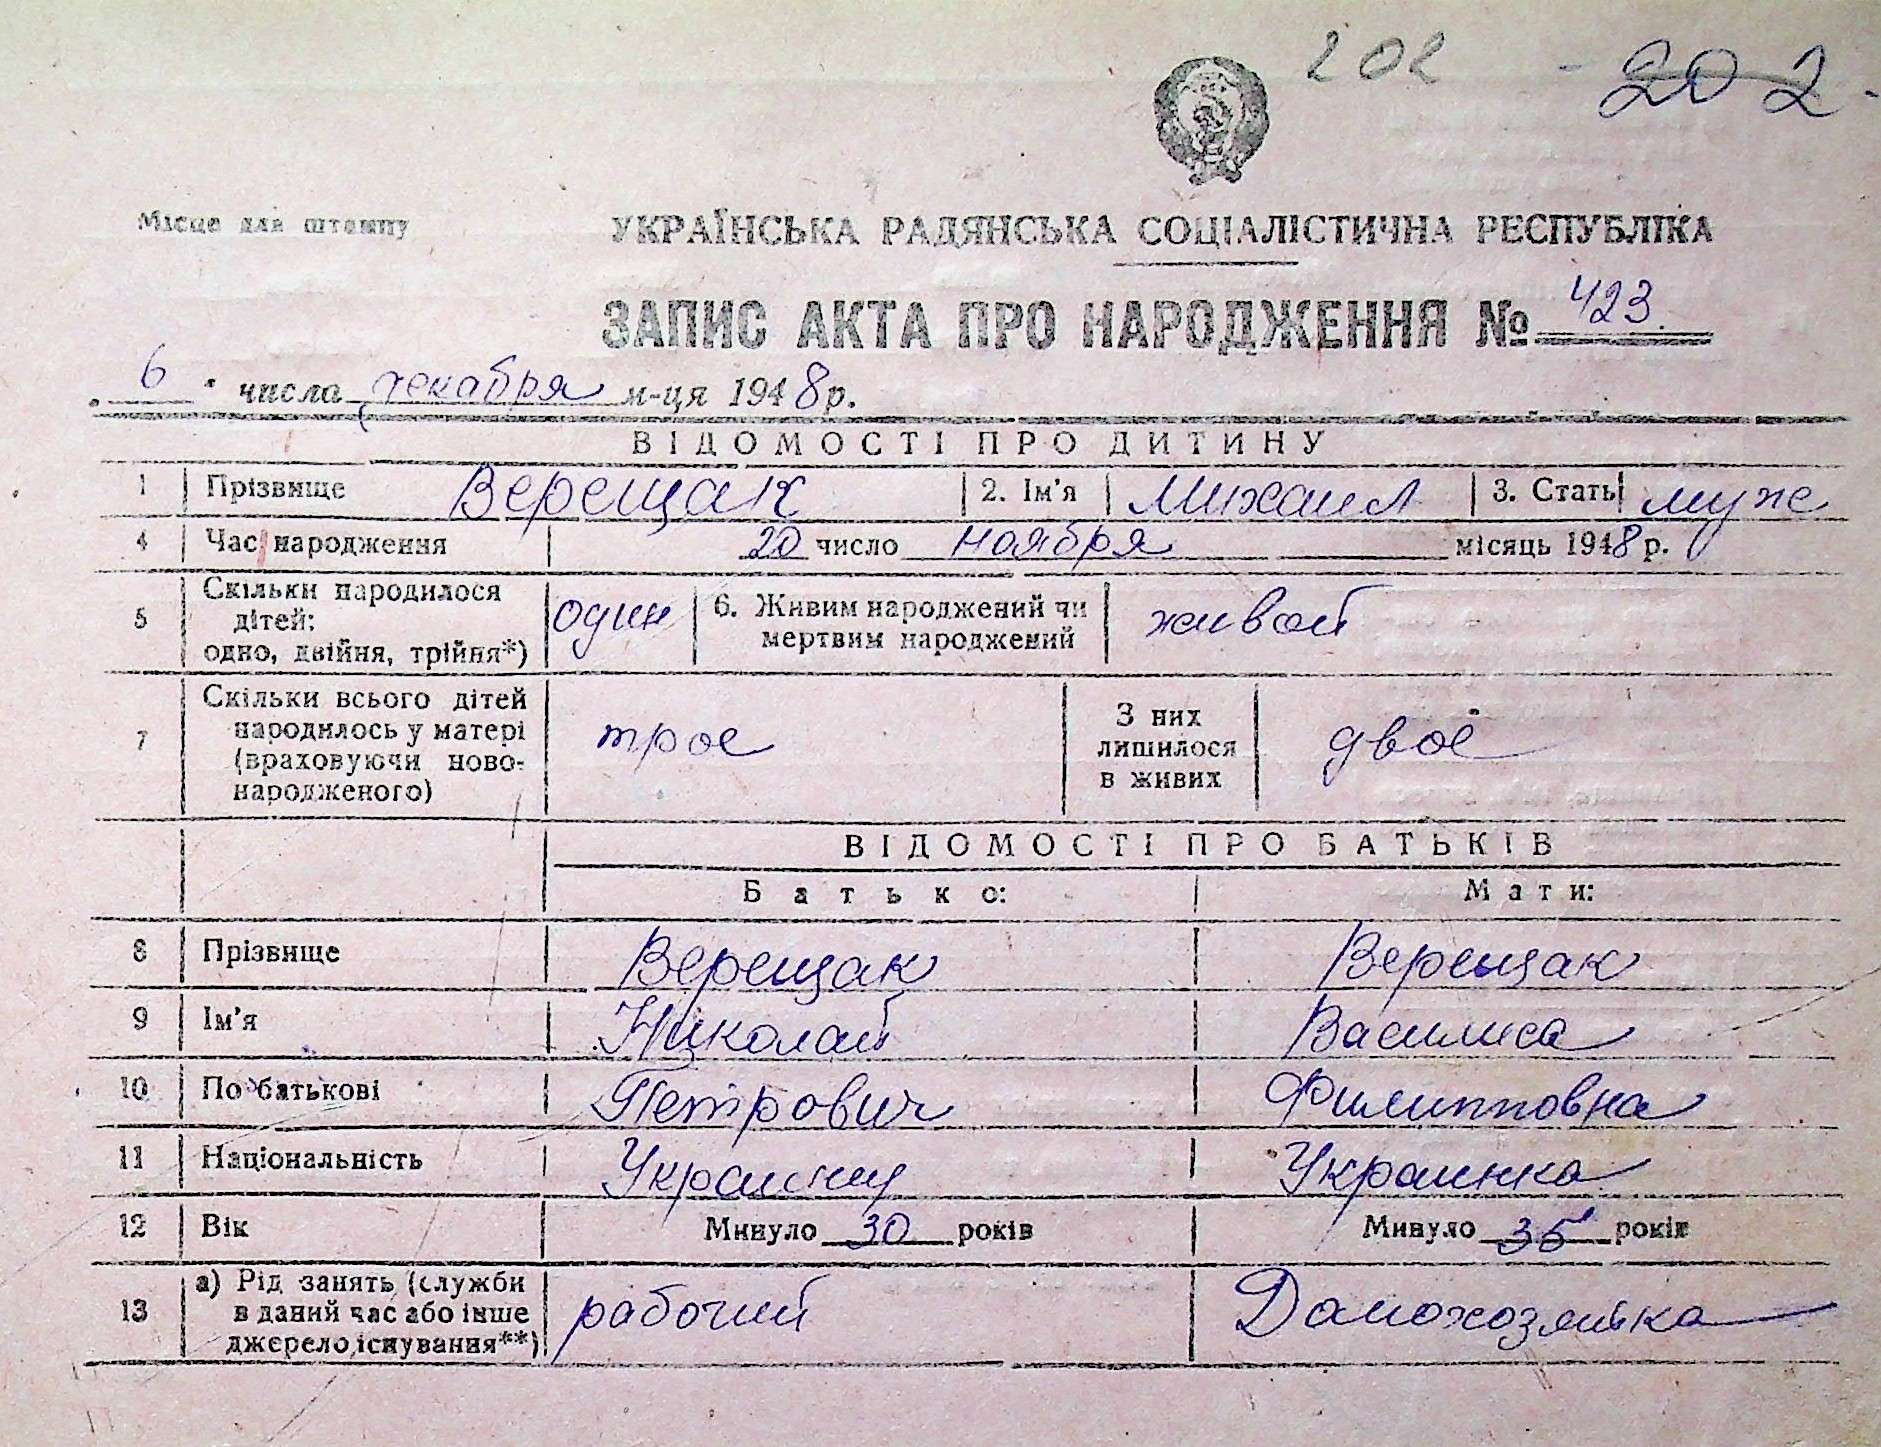 202 - 202.
Місце для штампу
УКРАЇНСЬКА РАДЯНСЬКА СОЦІАЛІСТИЧНА РЕСПУБЛІКА
ЗАПИС АКТА ПРО НАРОДЖЕННЯ № 423
6 числа декабря м-ця 1948 р.
ВІДОМОСТІ ПРО ДИТИНУ
1 Прізвище Верещак 2. Ім'я Михаил 3. Стать муж
4 Час народження 20 число ноября місяць 1948 р.
5 Скільки народилося дітей: одно, двійня, трійня*) один 6. Живим народжений чи мертвим народжений живой
7 Скільки всього дітей народилось у матері (враховуючи новонародженого) трое З них лишилося в живих двое
ВІДОМОСТІ ПРО БАТЬКІВ
Батько: Мати:
8 Прізвище Верещак Верещак
9 Ім'я Николай Василиса
10 По батькові Петрович Филипповна
11 Національність Украинец Украинка
12 Вік Минуло 30 років Минуло 35 років
13 а) Рід занять (служби в даний час або інше джерело існування**) рабочий Домохозяйка